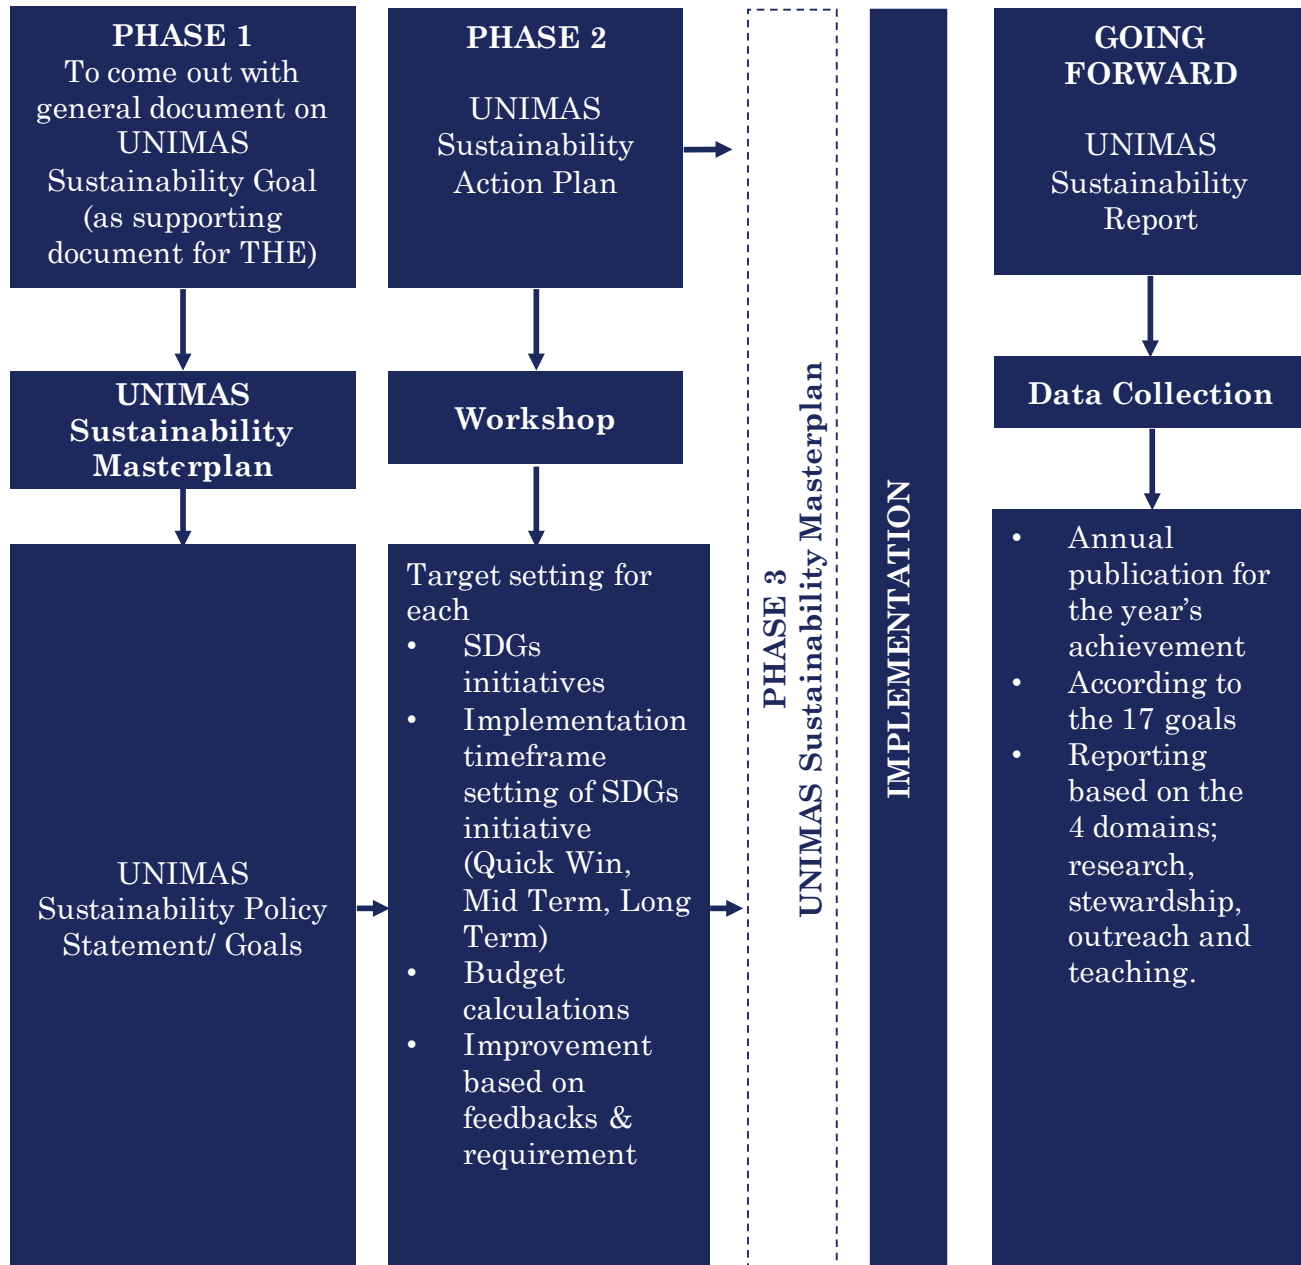 PHASE 1
To come out with
general document on
UNIMAS
Sustainability Goal
(as supporting
document for THE)
UNIMAS
Sustainability
Masterplan
UNIMAS
Sustainability Policy
Statement/ Goals
PHASE 2
UNIMAS
Sustainability
Action Plan
Workshop
Target setting for
each
• SDGs
initiatives
• Implementation
timeframe
setting of SDGs
initiative
(Quick Win,
Mid Term, Long
Term)
• Budget
calculations
• Improvement
based on
feedbacks &
requirement
PHASE 3
UNIMAS Sustainability Masterplan
IMPLEMENTATION
GOING
FORWARD
UNIMAS
Sustainability
Report
Data Collection
• Annual
publication for
the year’s
achievement
• According to
the 17 goals
• Reporting
based on the
4 domains;
research,
stewardship,
outreach and
teaching.